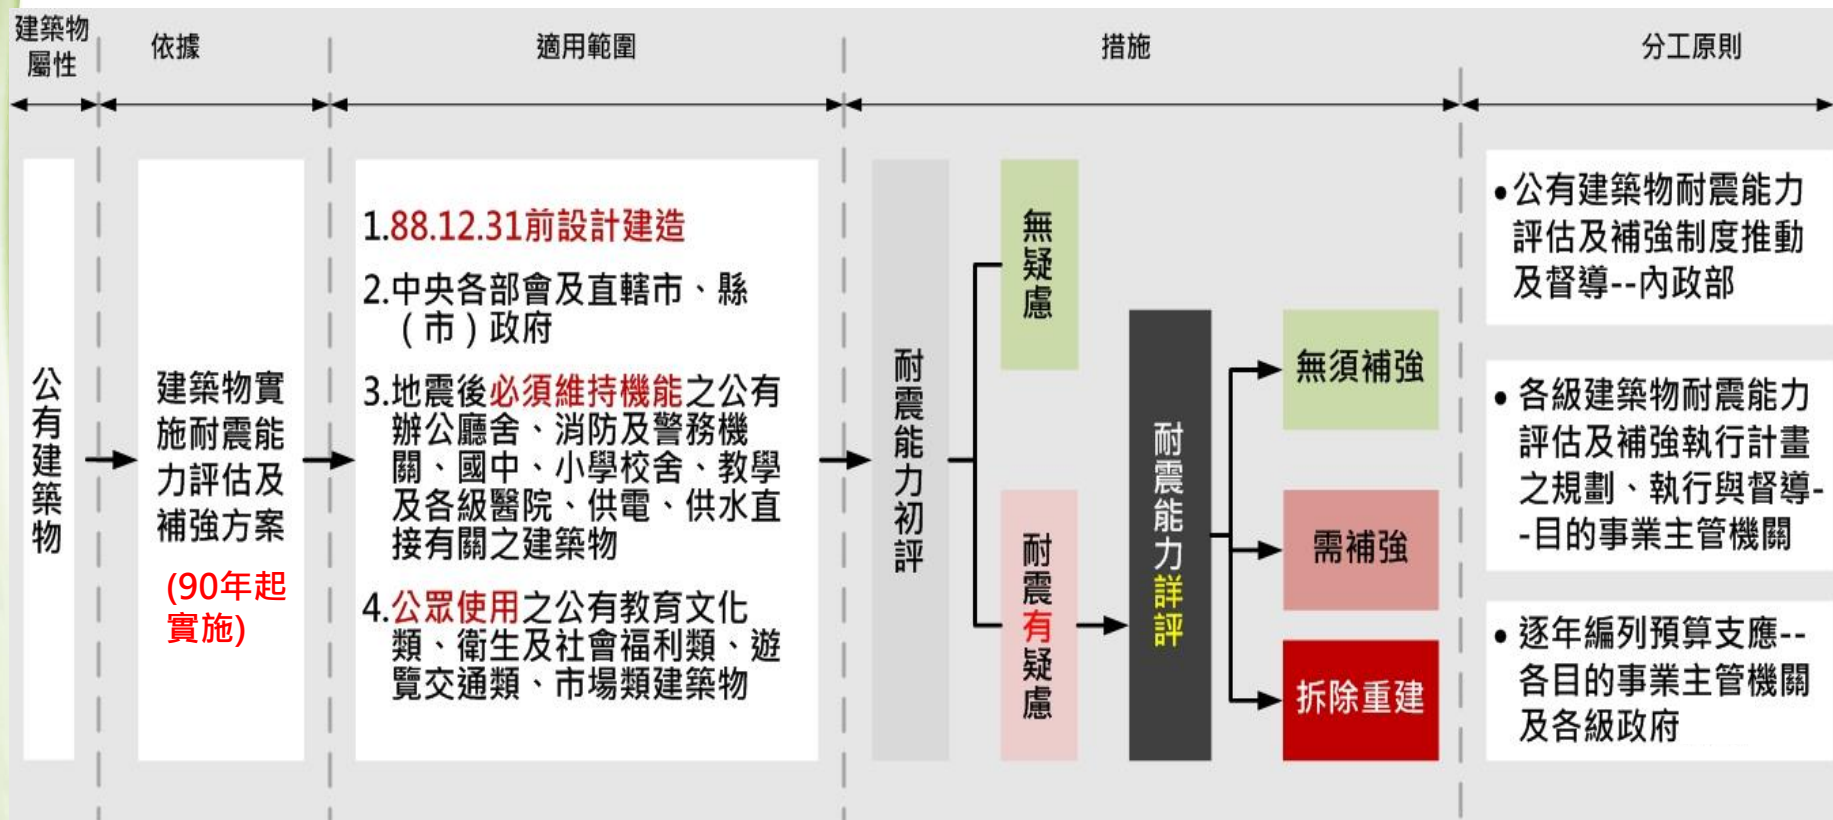 建築物
屬性
依據
適用範圍
措施
分工原則
公有建築物
建築物實
施耐震能
力評估及
補強方案
(90年起
實施)
1.88.12.31前設計建造
2.中央各部會及直轄市、縣
（市）政府
3.地震後必須維持機能之公有
辦公廳舍、消防及警務機
關、國中、小學校舍、教學
及各級醫院、供電、供水直
接有關之建築物
4.公眾使用之公有教育文化
類、衛生及社會福利類、遊
覽交通類、市場類建築物
耐震能力初評
無疑慮
耐震有疑慮
耐震能力詳評
無須補強
需補強
拆除重建
•公有建築物耐震能力
評估及補強制度推動
及督導--內政部
•各級建築物耐震能力
評估及補強執行計畫
之規劃、執行與督導-
-目的事業主管機關
•逐年編列預算支應--
各目的事業主管機關
及各級政府